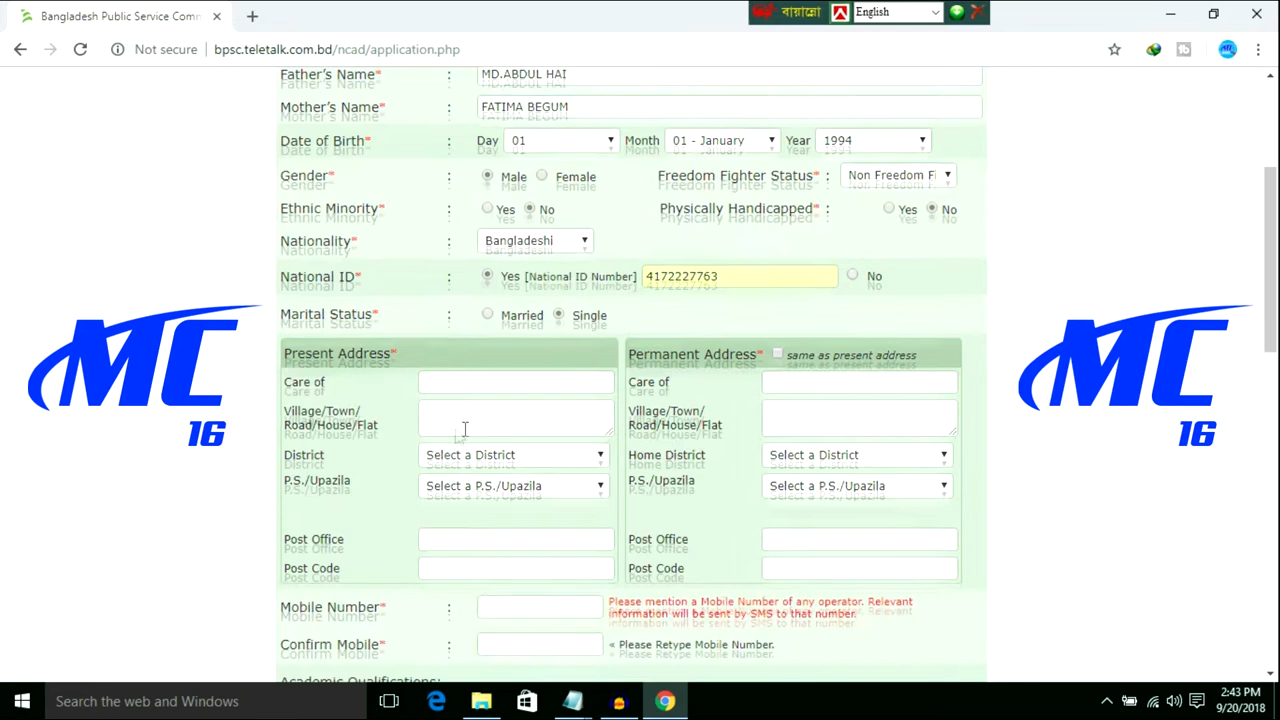 Bangladesh Public Service Comm
বায়ান্নো
English
Not secure
bpsc.teletalk.com.bd/ncad/application.php
Father's Name* : MD.ABDUL HAI
Mother's Name* : FATIMA BEGUM
Date of Birth* : Day 01 Month 01 - January Year 1994
Gender* : Male Female Freedom Fighter Status* : Non Freedom Fi
Ethnic Minority* : Yes No Physically Handicapped* : Yes No
Nationality* : Bangladeshi
National ID* : Yes [National ID Number] 4172227763 No
Marital Status* : Married Single
Present Address* Permanent Address* same as present address
Care of Care of
Village/Town/ Village/Town/
Road/House/Flat Road/House/Flat
District Select a District Home District Select a District
P.S./Upazila Select a P.S./Upazila P.S./Upazila Select a P.S./Upazila
Post Office Post Office
Post Code Post Code
Mobile Number* : Please mention a Mobile Number of any operator. Relevant
information will be sent by SMS to that number.
Confirm Mobile* : « Please Retype Mobile Number.
Academic Qualifications:
MC
16
MC
16
Search the web and Windows
2:43 PM
9/20/2018